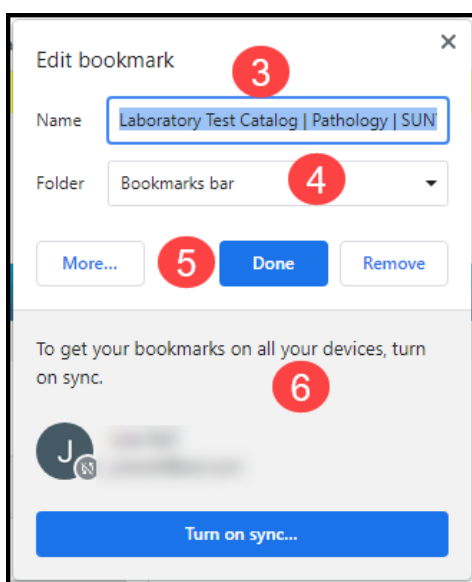 Edit bookmark
3
Name Laboratory Test Catalog | Pathology | SUN
Folder Bookmarks bar
4
More... 5 Done Remove
To get your bookmarks on all your devices, turn
on sync.
6
J
Turn on sync...